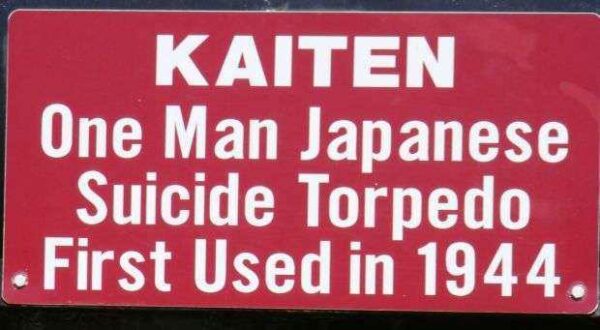 KAITEN
One Man Japanese
Suicide Torpedo
First Used in 1944